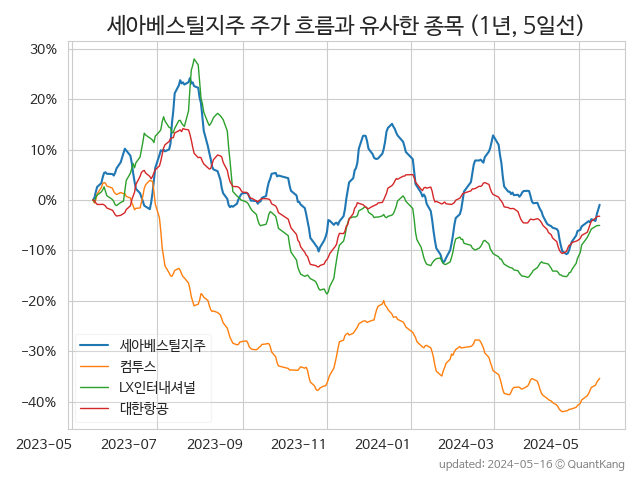 세아베스틸지주 주가 흐름과 유사한 종목 (1년, 5일선)
30%
20%
10%
0%
−10%
−20%
−30%
−40%
세아베스틸지주
컴투스
LX인터내셔널
대한항공
2023-05 2023-07 2023-09 2023-11 2024-01 2024-03 2024-05
updated: 2024-05-16 © QuantKang